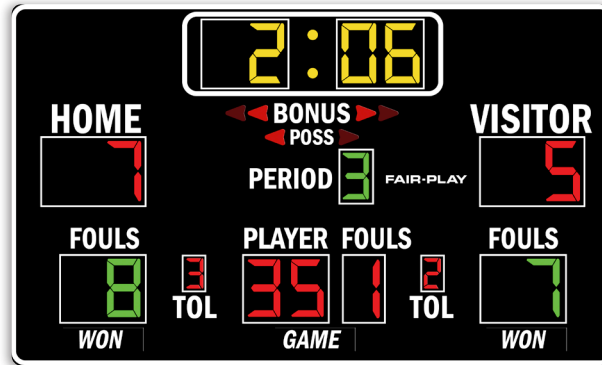 2:06
HOME BONUS VISITOR
7 POSS 5
PERIOD 3 FAIR-PLAY
FOULS PLAYER FOULS FOULS
8 3 35 1 2 7
TOL TOL
WON GAME WON